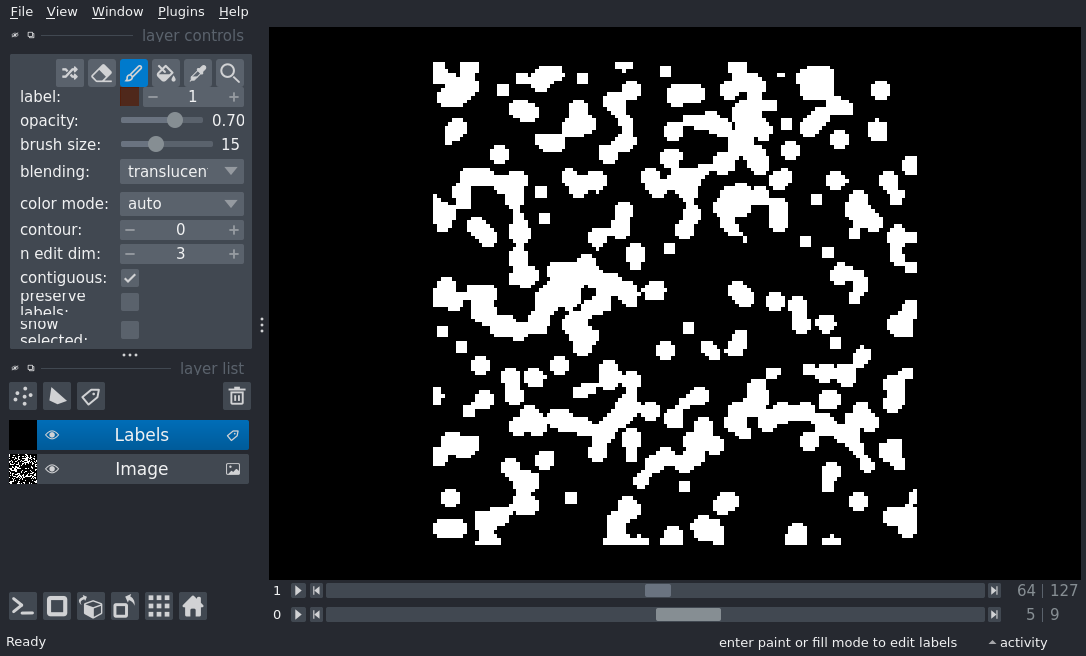 File View Window Plugins Help
layer controls
label: 1
opacity: 0.70
brush size: 15
blending: translucen
color mode: auto
contour: 0
n edit dim: 3
contiguous:
preserve
labels:
show
selected:
layer list
Labels
Image
1 64 127
0 5 9
Ready enter paint or fill mode to edit labels activity